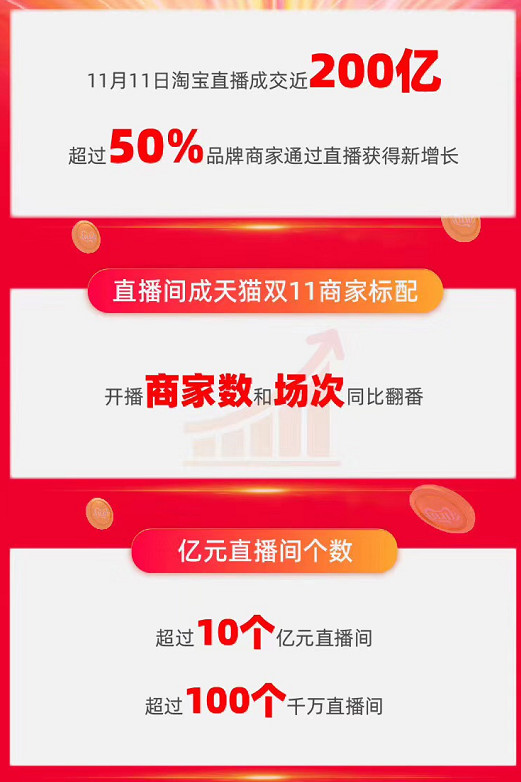 11月11日淘宝直播成交近200亿
超过50%品牌商家通过直播获得新增长
直播间成天猫双11商家标配
开播商家数和场次同比翻番
亿元直播间个数
超过10个亿元直播间
超过100个千万直播间